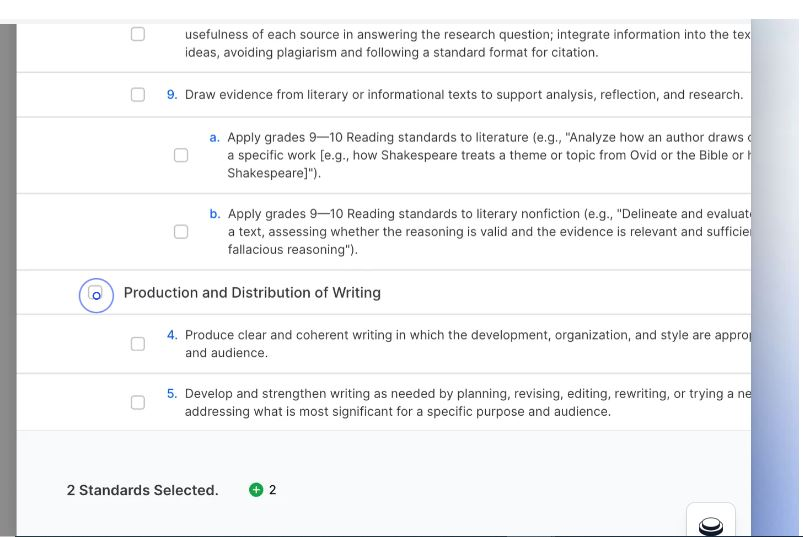 usefulness of each source in answering the research question; integrate information into the
ideas, avoiding plagiarism and following a standard format for citation.
9. Draw evidence from literary or informational texts to support analysis, reflection, and research.
a. Apply grades 9—10 Reading standards to literature (e.g., "Analyze how an author draws
a specific work [e.g., how Shakespeare treats a theme or topic from Ovid or the Bible or
Shakespeare]").
b. Apply grades 9—10 Reading standards to literary nonfiction (e.g., "Delineate and
a text, assessing whether the reasoning is valid and the evidence is relevant and
fallacious reasoning").
Production and Distribution of Writing
4. Produce clear and coherent writing in which the development, organization, and style are
and audience.
5. Develop and strengthen writing as needed by planning, revising, editing, rewriting, or trying a
addressing what is most significant for a specific purpose and audience.
2 Standards Selected. + 2